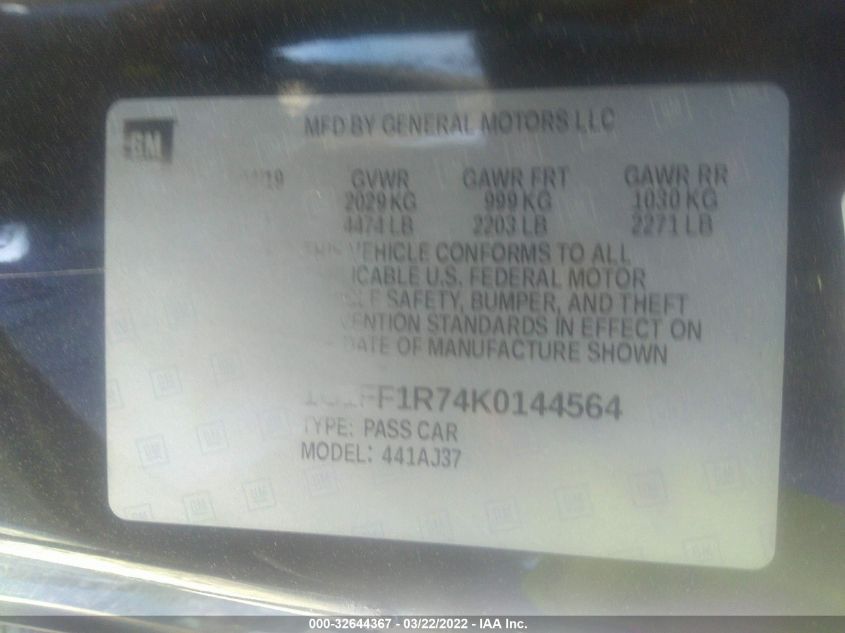 GM
MFD BY GENERAL MOTORS LLC
GVWR GAWR FRT GAWR RR
2029 KG 999 KG 1030 KG
4474 LB 2203 LB 2271 LB
THIS VEHICLE CONFORMS TO ALL
U.S. FEDERAL MOTOR
SAFETY, BUMPER, AND THEFT
STANDARDS IN EFFECT ON
DATE OF MANUFACTURE SHOWN
TYPE: PASS CAR
MODEL: 441AJ37
000-32644367 - 03/22/2022 - IAA Inc.